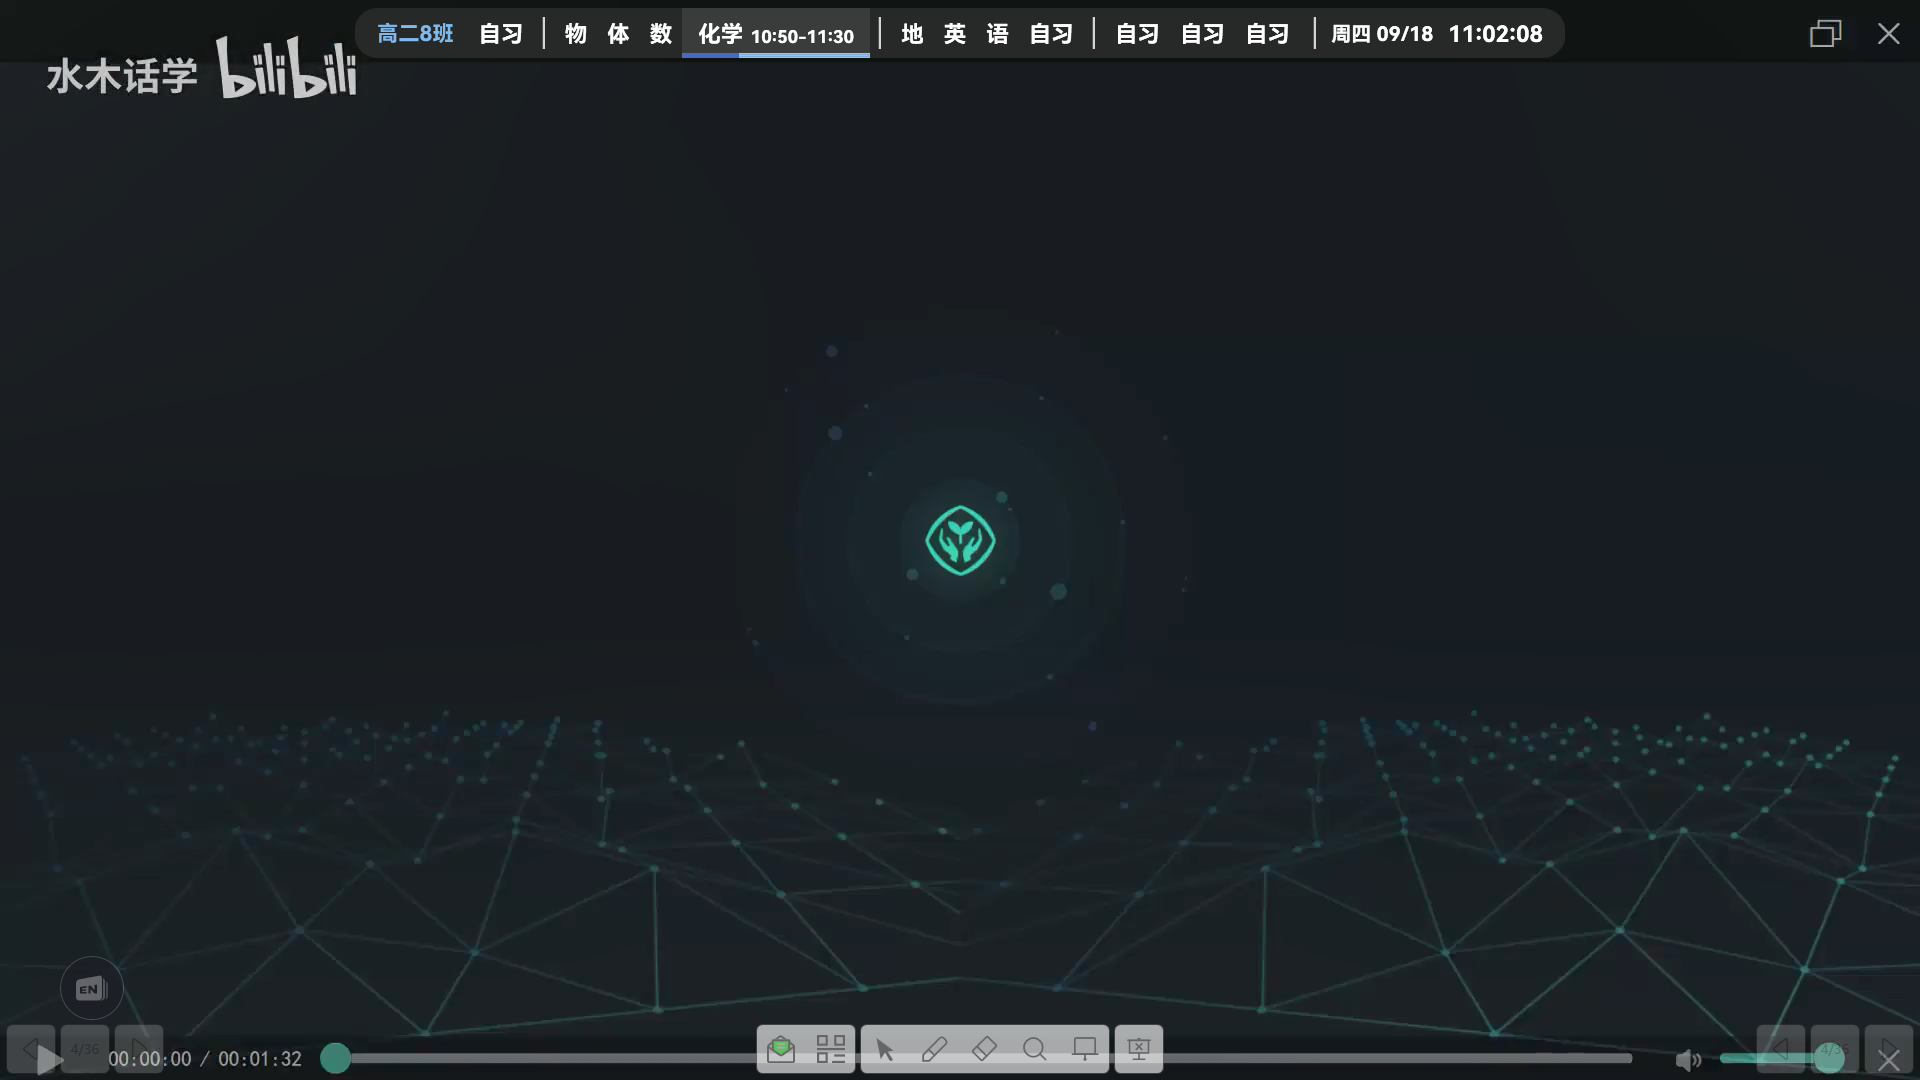 高二8班 自习 | 物 体 数 化学 10:50-11:30 | 地 英 语 自习 | 自习 自习 自习 | 周四 09/18 11:02:08
水木话学 bilibili
EN
4/36 00:00:00 / 00:01:32 4/36